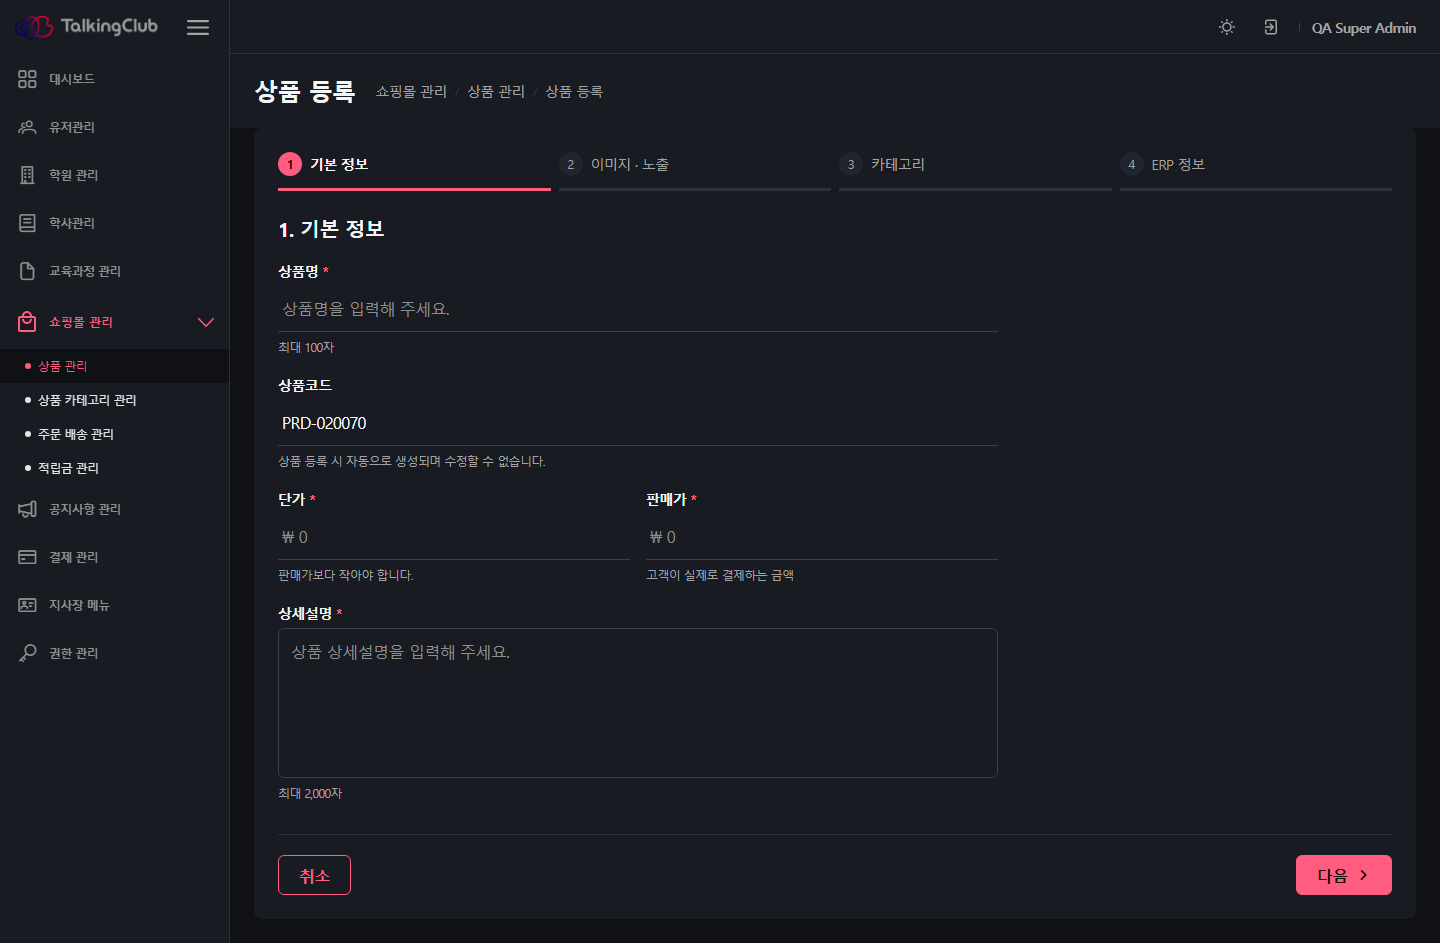 TalkingClub
QA Super Admin
대시보드
유저관리
학원 관리
학사관리
교육과정 관리
쇼핑몰 관리
상품 관리
상품 카테고리 관리
주문 배송 관리
적립금 관리
공지사항 관리
결제 관리
지사장 메뉴
권한 관리
상품 등록 쇼핑몰 관리 / 상품 관리 / 상품 등록
1 기본 정보 2 이미지 · 노출 3 카테고리 4 ERP 정보
1. 기본 정보
상품명 *
상품명을 입력해 주세요.
최대 100자
상품코드
PRD-020070
상품 등록 시 자동으로 생성되며 수정할 수 없습니다.
단가 * 판매가 *
₩ 0 ₩ 0
판매가보다 작아야 합니다. 고객이 실제로 결제하는 금액
상세설명 *
상품 상세설명을 입력해 주세요.
최대 2,000자
취소 다음